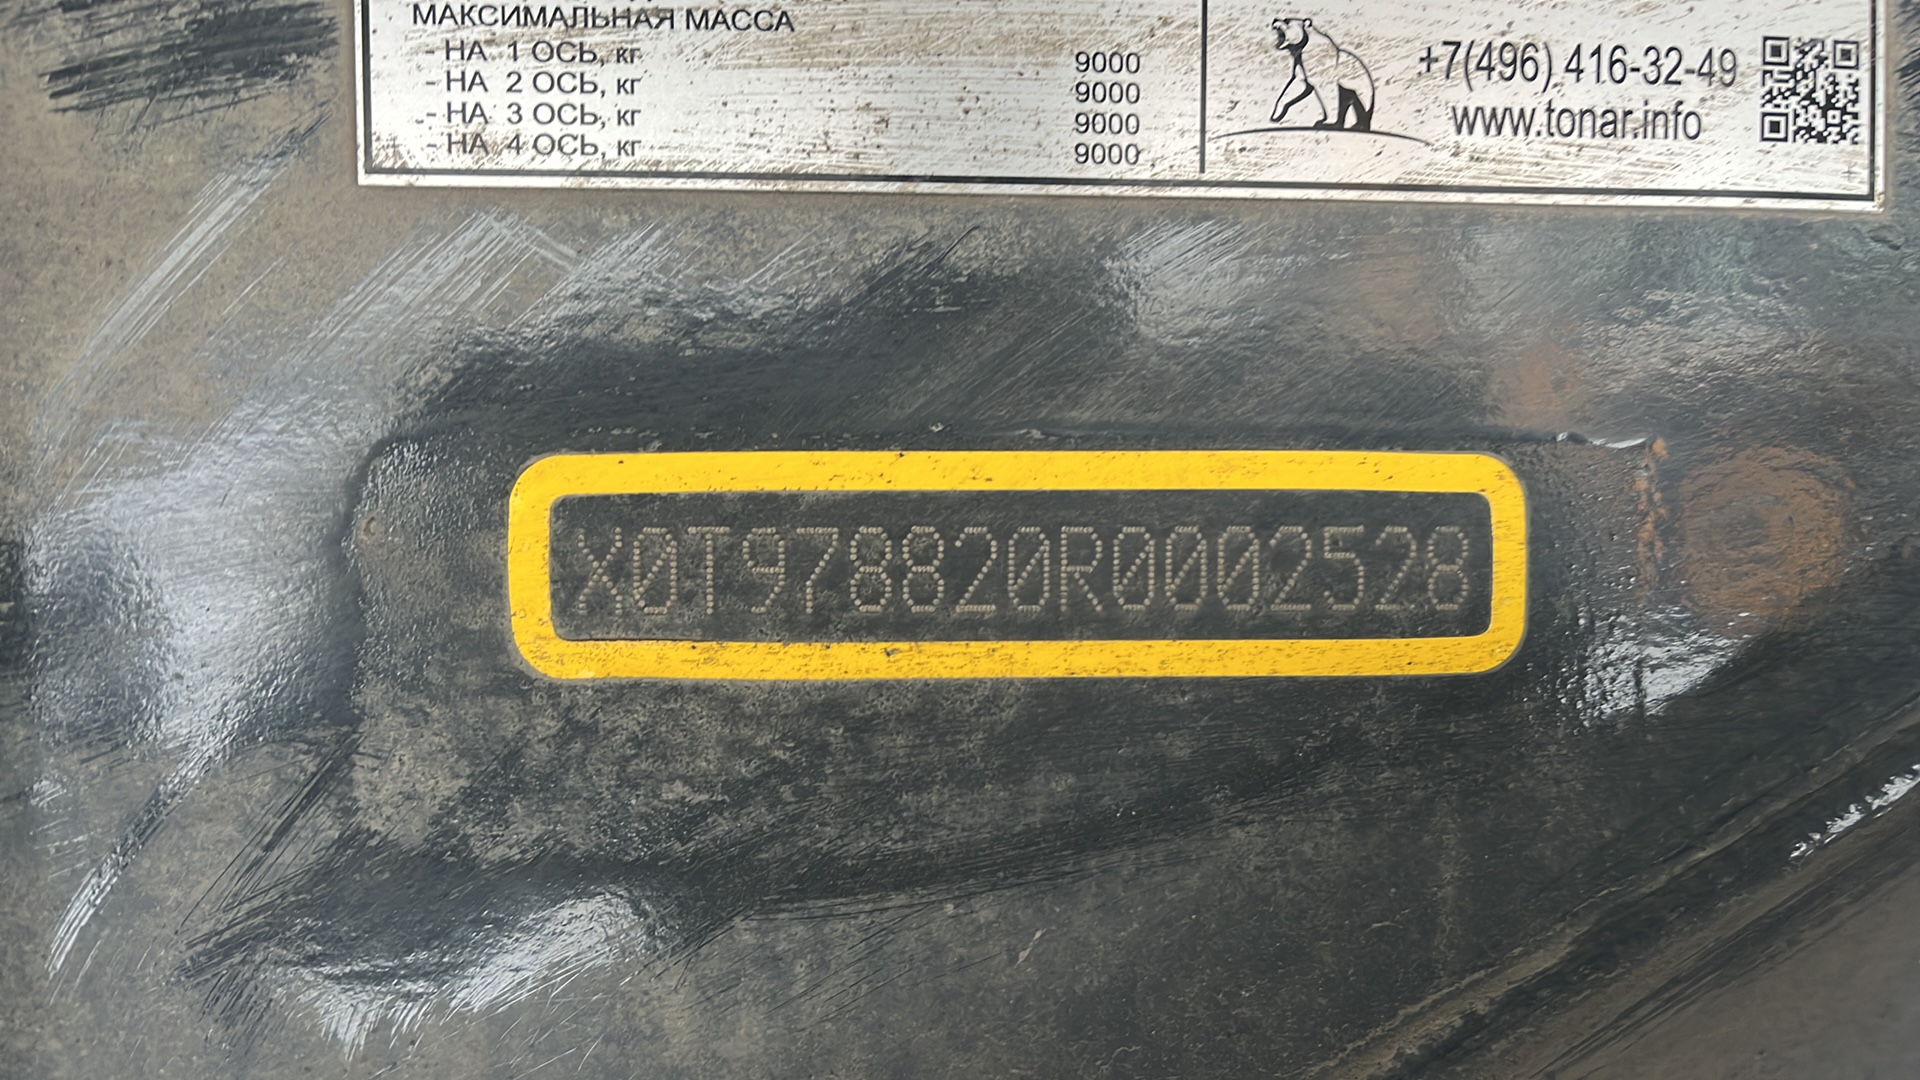 МАКСИМАЛЬНАЯ МАССА
- НА 1 ОСЬ, кг 9000
- НА 2 ОСЬ, кг 9000
- НА 3 ОСЬ, кг 9000
- НА 4 ОСЬ, кг 9000
+7(496) 416-32-49
www.tonar.info
X0T978820R0002528